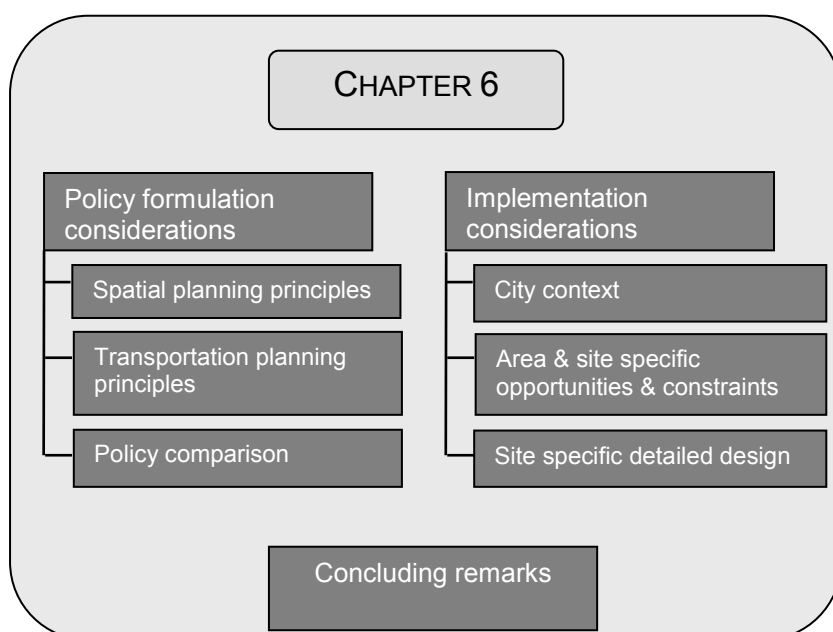 CHAPTER 6
Policy formulation
considerations
Spatial planning principles
Transportation planning
principles
Policy comparison
Implementation
considerations
City context
Area & site specific
opportunities & constraints
Site specific detailed design
Concluding remarks